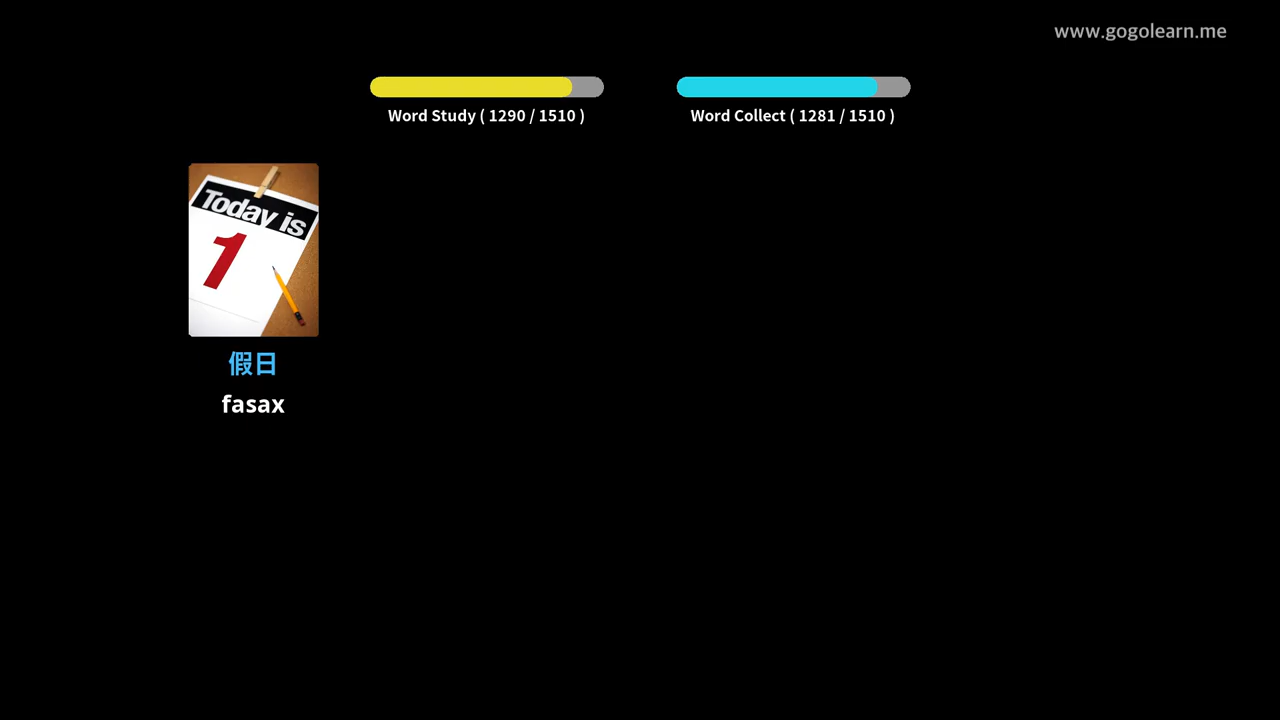 www.gogolearn.me
Word Study ( 1290 / 1510 )
Word Collect ( 1281 / 1510 )
Today is
1
假日
fasax